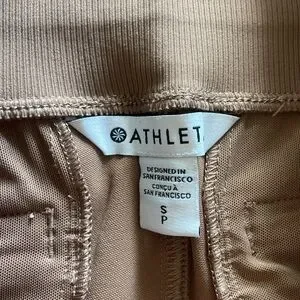 ATHLET
DESIGNED IN
SAN FRANCISCO
CONÇU À
SAN FRANCISCO
S
P